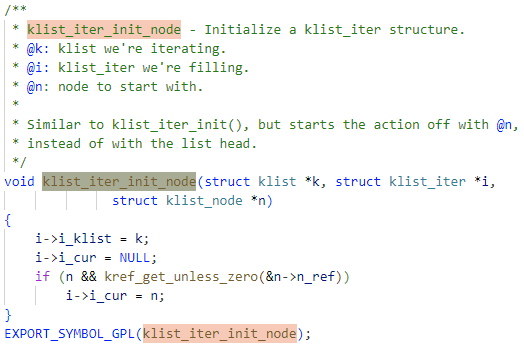 /**
 * klist_iter_init_node - Initialize a klist_iter structure.
 * @k: klist we're iterating.
 * @i: klist_iter we're filling.
 * @n: node to start with.
 *
 * Similar to klist_iter_init(), but starts the action off with @n,
 * instead of with the list head.
 */
void klist_iter_init_node(struct klist *k, struct klist_iter *i,
              struct klist_node *n)
{
    i->i_klist = k;
    i->i_cur = NULL;
    if (n && kref_get_unless_zero(&n->n_ref))
        i->i_cur = n;
}
EXPORT_SYMBOL_GPL(klist_iter_init_node);